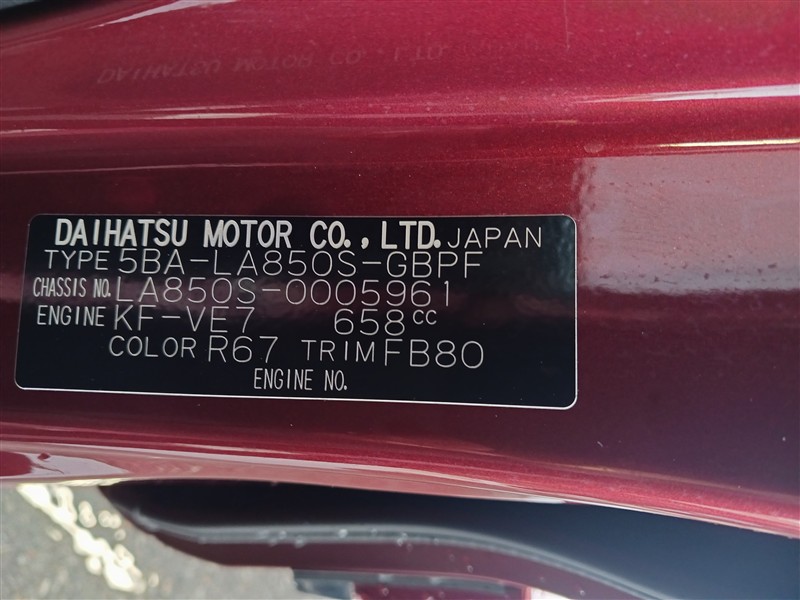 DAIHATSU MOTOR CO., LTD. JAPAN
TYPE 5BA-LA850S-GBPF
CHASSIS NO. LA850S-0005961
ENGINE KF-VE7 658cc
COLOR R67 TRIM FB80
ENGINE NO.